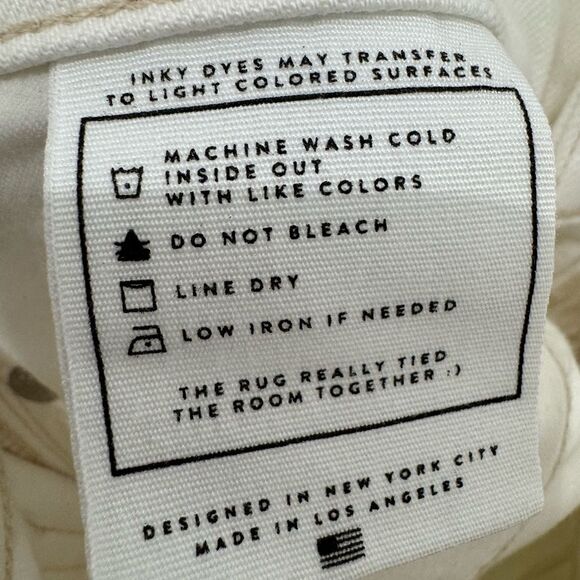 INKY DYES MAY TRANSFER
TO LIGHT COLORED SURFACES
MACHINE WASH COLD
INSIDE OUT
WITH LIKE COLORS
DO NOT BLEACH
LINE DRY
LOW IRON IF NEEDED
THE RUG REALLY TIED
THE ROOM TOGETHER :)
DESIGNED IN NEW YORK CITY
MADE IN LOS ANGELES